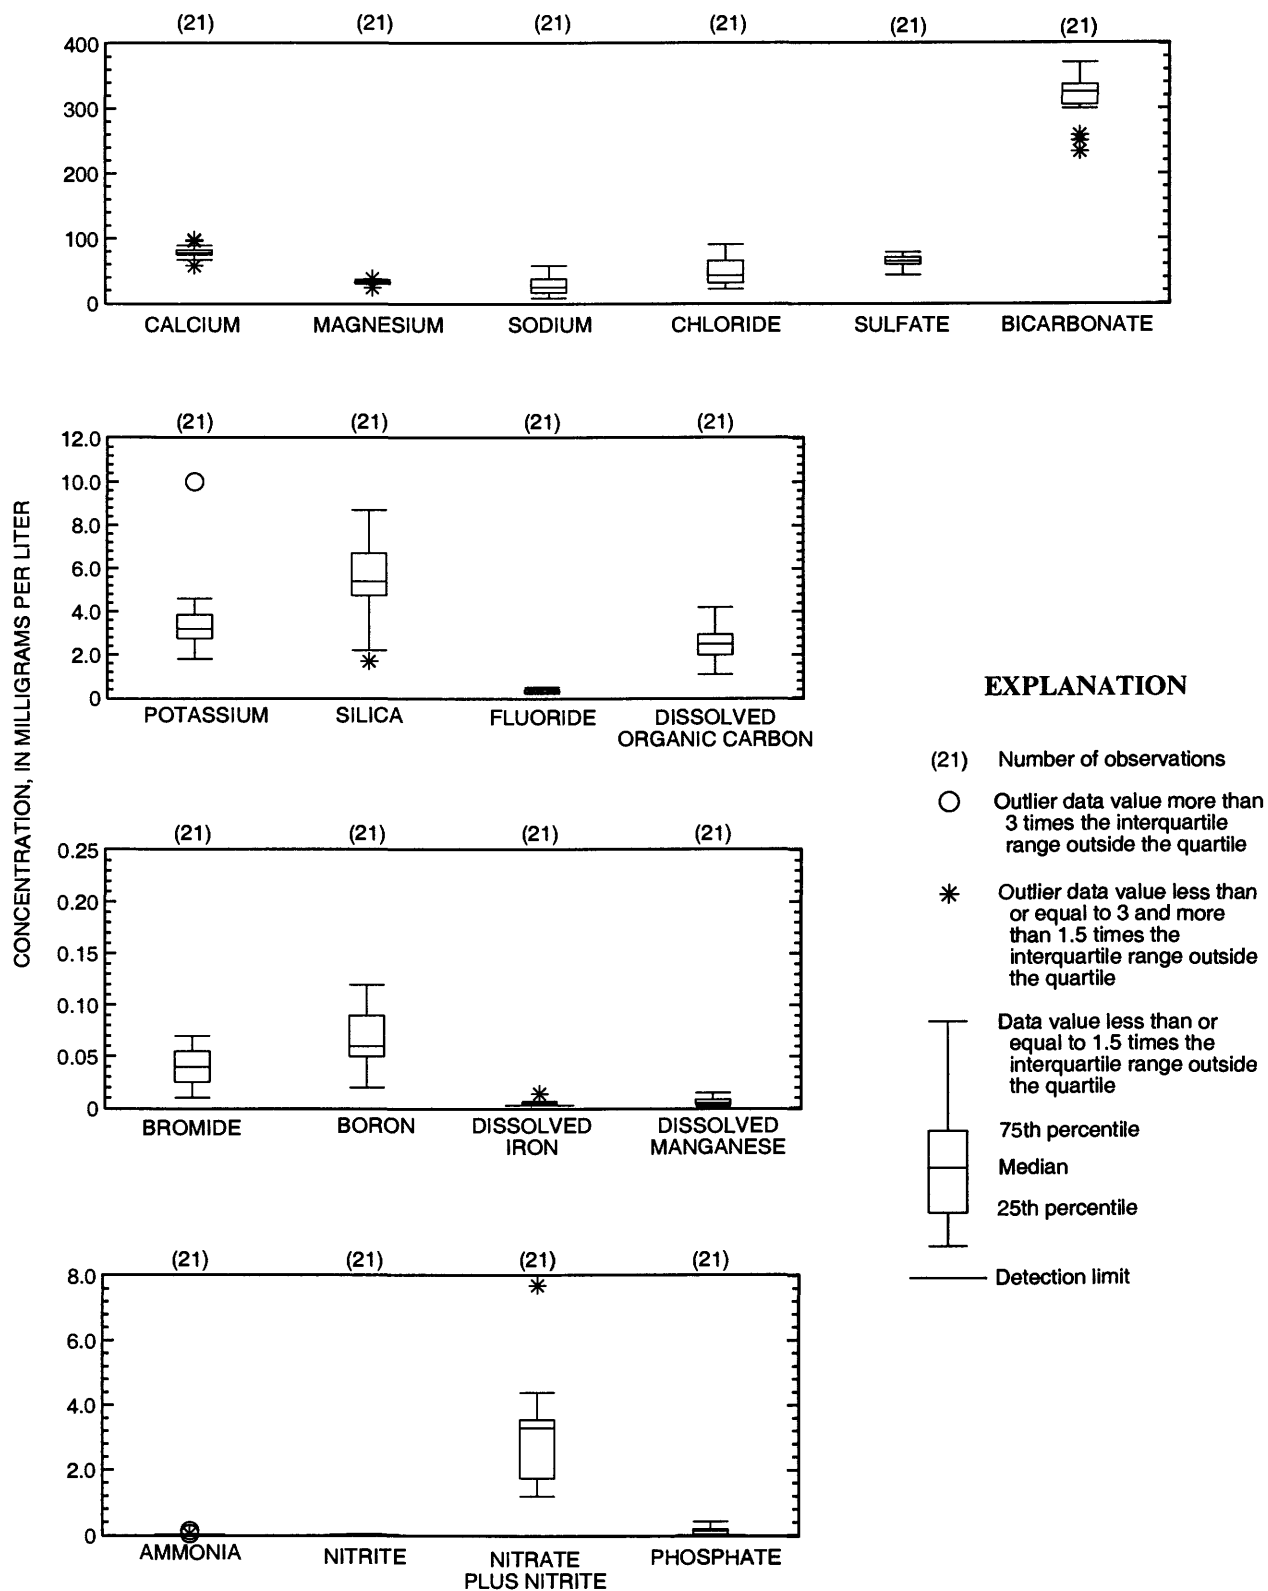 (21) (21) (21) (21) (21) (21)
400
300
200
100
0
CALCIUM MAGNESIUM SODIUM CHLORIDE SULFATE BICARBONATE
CONCENTRATION, IN MILLIGRAMS PER LITER
(21) (21) (21) (21)
12.0
10.0
8.0
6.0
4.0
2.0
0
POTASSIUM SILICA FLUORIDE DISSOLVED
ORGANIC CARBON
(21) (21) (21) (21)
0.25
0.20
0.15
0.10
0.05
0
BROMIDE BORON DISSOLVED DISSOLVED
IRON MANGANESE
(21) (21) (21) (21)
8.0
6.0
4.0
2.0
0
AMMONIA NITRITE NITRATE PHOSPHATE
PLUS NITRITE
EXPLANATION
(21) Number of observations
Outlier data value more than
3 times the interquartile
range outside the quartile
Outlier data value less than
or equal to 3 and more
than 1.5 times the
interquartile range outside
the quartile
Data value less than or
equal to 1.5 times the
interquartile range outside
the quartile
75th percentile
Median
25th percentile
Detection limit